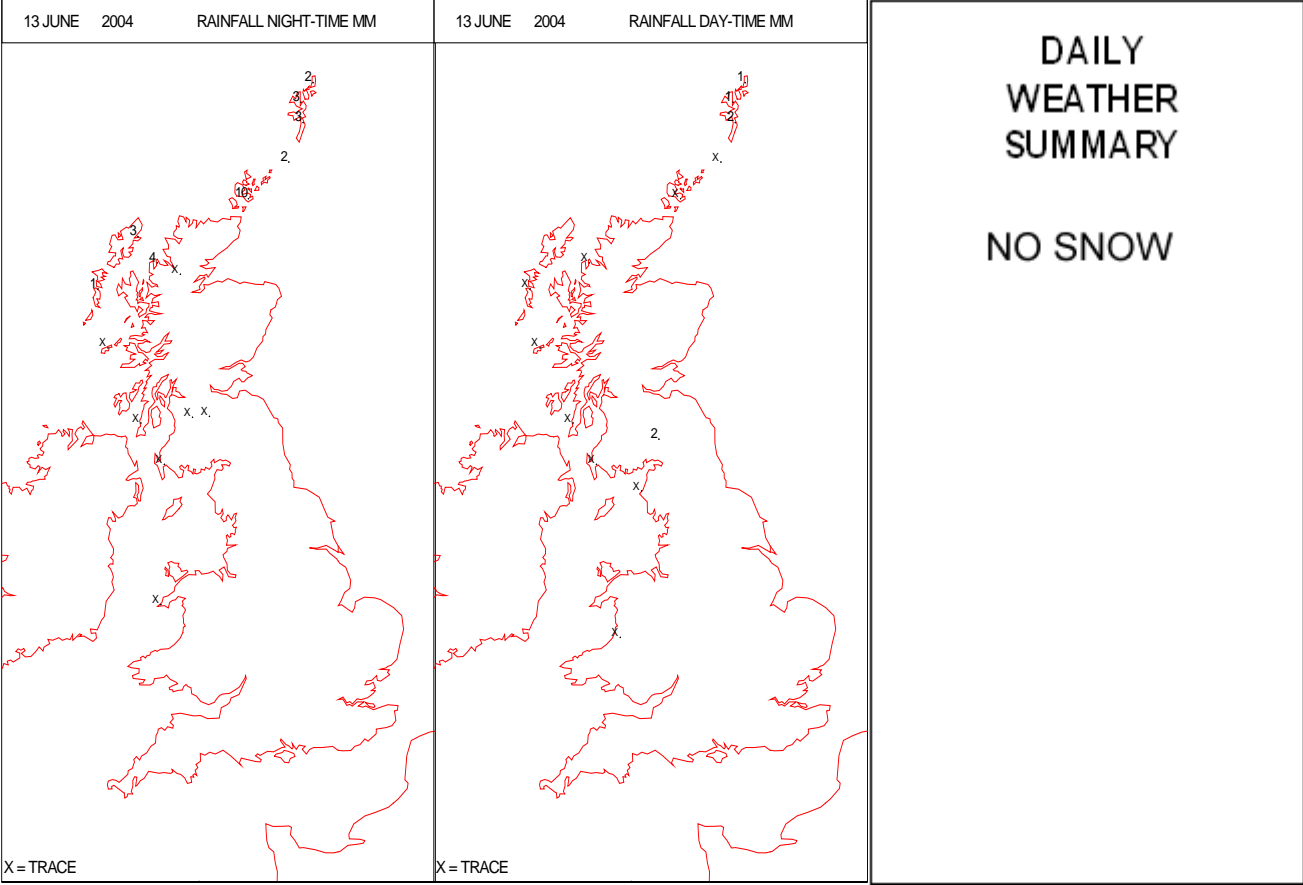 13 JUNE 2004 RAINFALL NIGHT-TIME MM
2.
3.
3.
2.
10.
3.
4.
X.
1.
X.
X. X.
X.
X.
X.
X = TRACE
13 JUNE 2004 RAINFALL DAY-TIME MM
1.
1.
2.
X.
X.
X.
X.
X.
X.
2.
X.
X.
X.
X = TRACE
DAILY
WEATHER
SUMMARY
NO SNOW